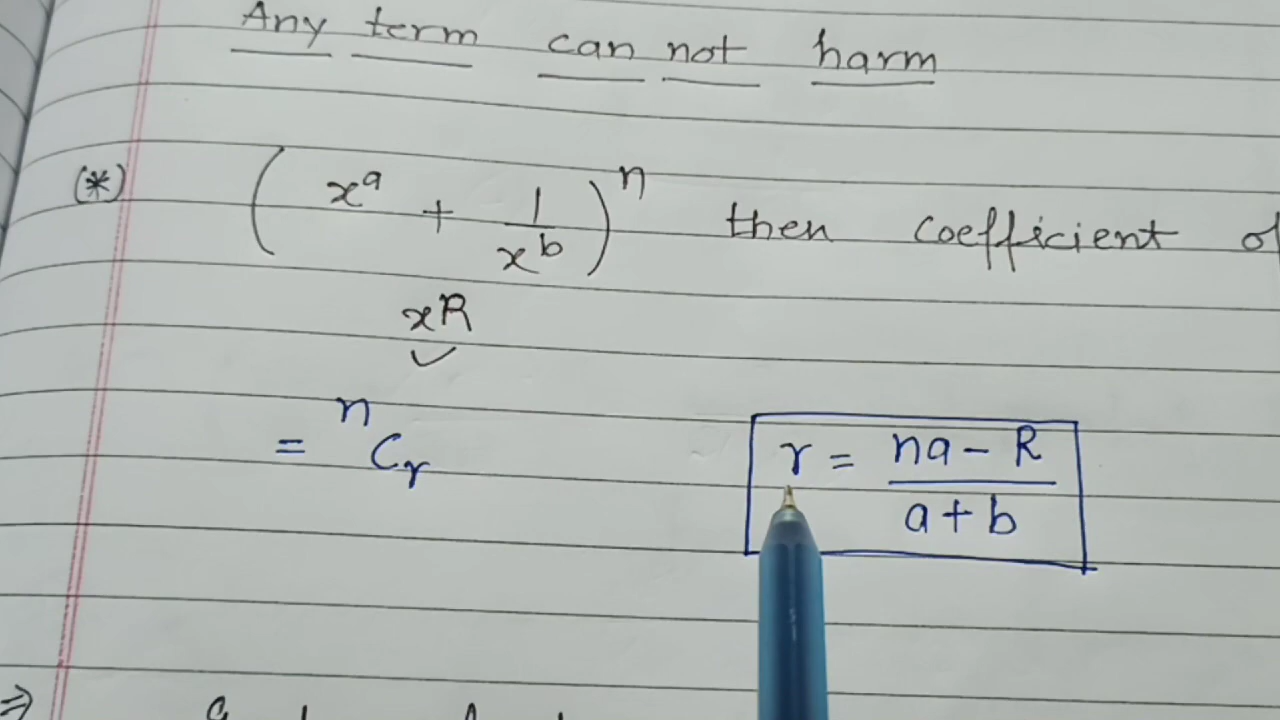 Any term can not harm
(*) (x^a + 1/x^b)^n then coefficient of
x^R
= ^nC_r r = (na - R)/(a + b)